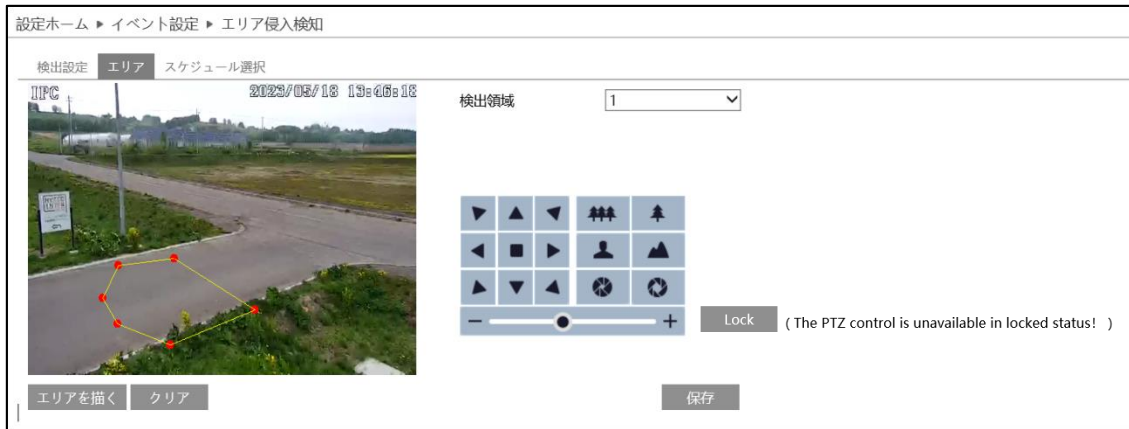 設定ホーム ▶ イベント設定 ▶ エリア侵入検知
検出設定 エリア スケジュール選択
IPC 2023/05/18 13:46:18
検出領域 1
Lock ( The PTZ control is unavailable in locked status! )
エリアを描く クリア 保存